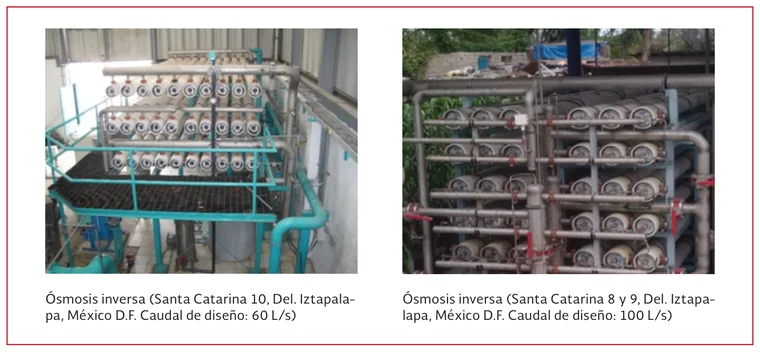 Ósmosis inversa (Santa Catarina 10, Del. Iztapala-
pa, México D.F. Caudal de diseño: 60 L/s)
Ósmosis inversa (Santa Catarina 8 y 9, Del. Iztapa-
lapa, México D.F. Caudal de diseño: 100 L/s)